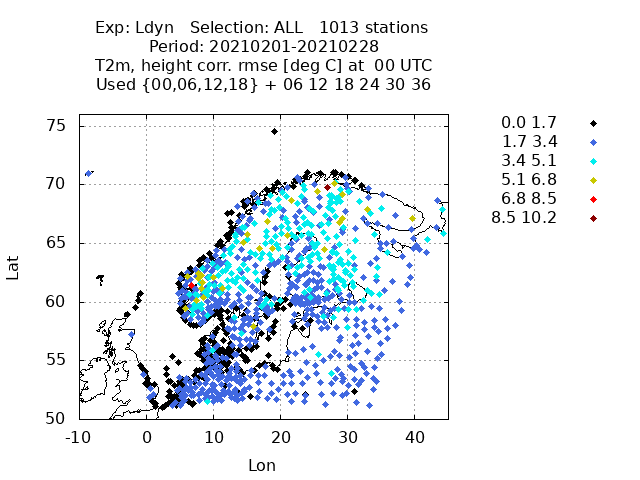 Exp: Ldyn   Selection: ALL   1013 stations
Period: 20210201-20210228
T2m, height corr. rmse [deg C] at  00 UTC
Used {00,06,12,18} + 06 12 18 24 30 36
0.0 1.7
1.7 3.4
3.4 5.1
5.1 6.8
6.8 8.5
8.5 10.2
75
70
65
60
55
50
Lat
-10 0 10 20 30 40
Lon